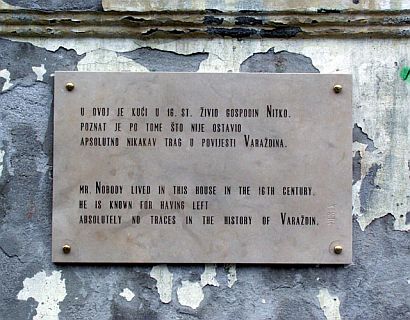 U OVOJ JE KUĆI U 16. ST. ŽIVIO GOSPODIN NITKO.
POZNAT JE PO TOME ŠTO NIJE OSTAVIO
APSOLUTNO NIKAKAV TRAG U POVIJESTI VARAŽDINA.
MR. NOBODY LIVED IN THIS HOUSE IN THE 16TH CENTURY.
HE IS KNOWN FOR HAVING LEFT
ABSOLUTELY NO TRACES IN THE HISTORY OF VARAŽDIN.